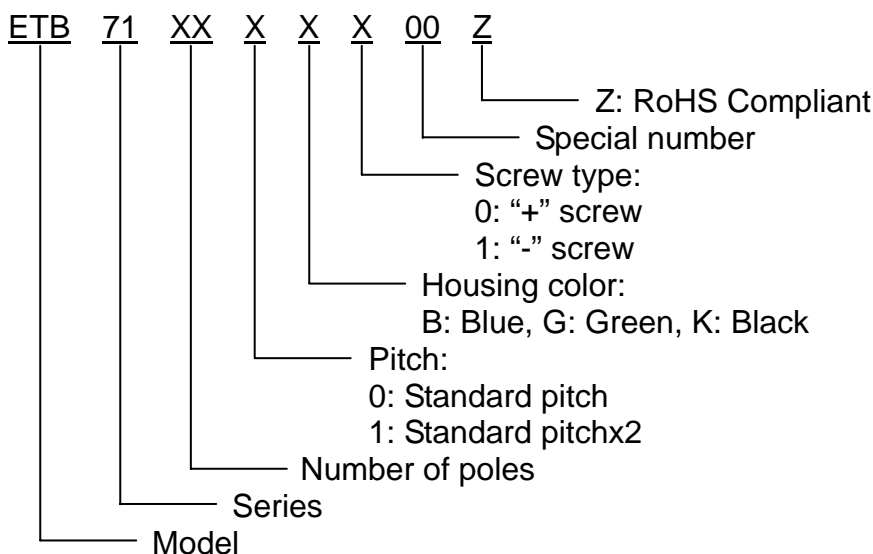 ETB 71 XX X X X 00 Z
Z: RoHS Compliant
Special number
Screw type:
0: “+” screw
1: “-” screw
Housing color:
B: Blue, G: Green, K: Black
Pitch:
0: Standard pitch
1: Standard pitchx2
Number of poles
Series
Model